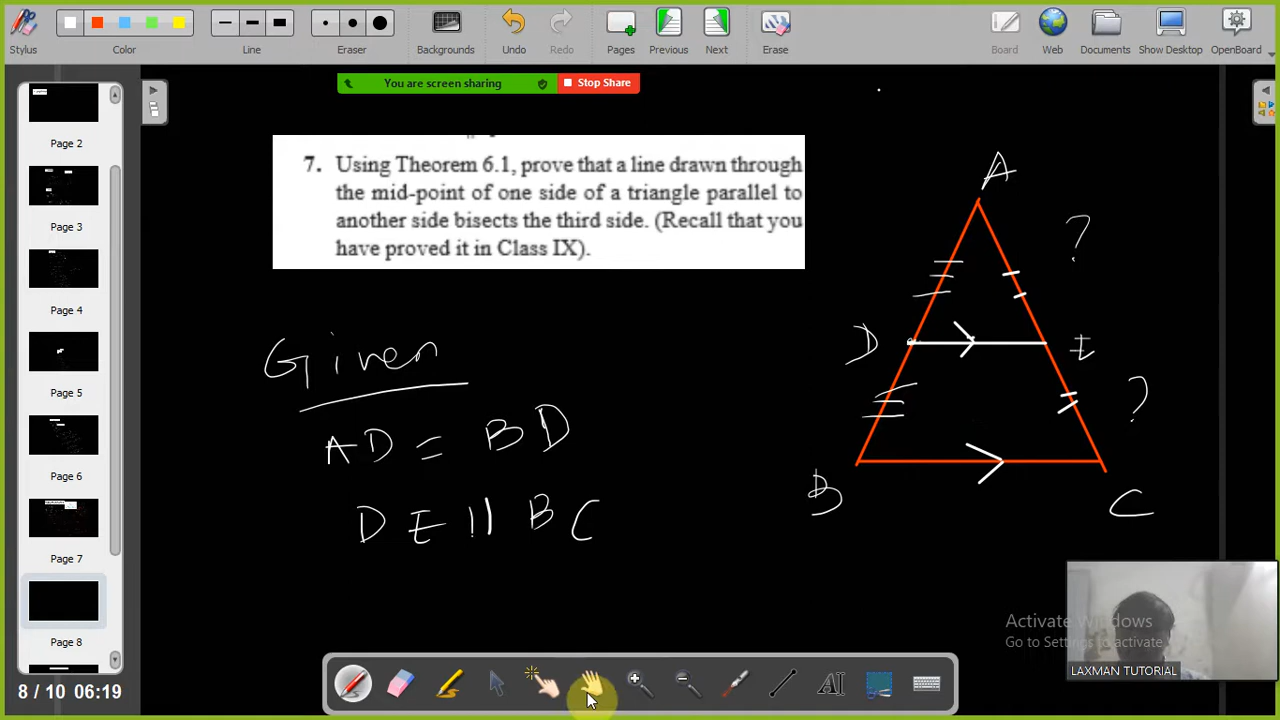 Stylus
Color
Line
Eraser
Backgrounds
Undo
Redo
Pages
Previous
Next
Erase
Board
Web
Documents
Show Desktop
OpenBoard
You are screen sharing
Stop Share
Page 2
Page 3
Page 4
Page 5
Page 6
Page 7
Page 8
7. Using Theorem 6.1, prove that a line drawn through
the mid-point of one side of a triangle parallel to
another side bisects the third side. (Recall that you
have proved it in Class IX).
Given
AD = BD
DE || BC
A
?
D
E
?
B
C
Activate Windows
Go to Settings to activate
LAXMAN TUTORIAL
8 / 10 06:19
AI